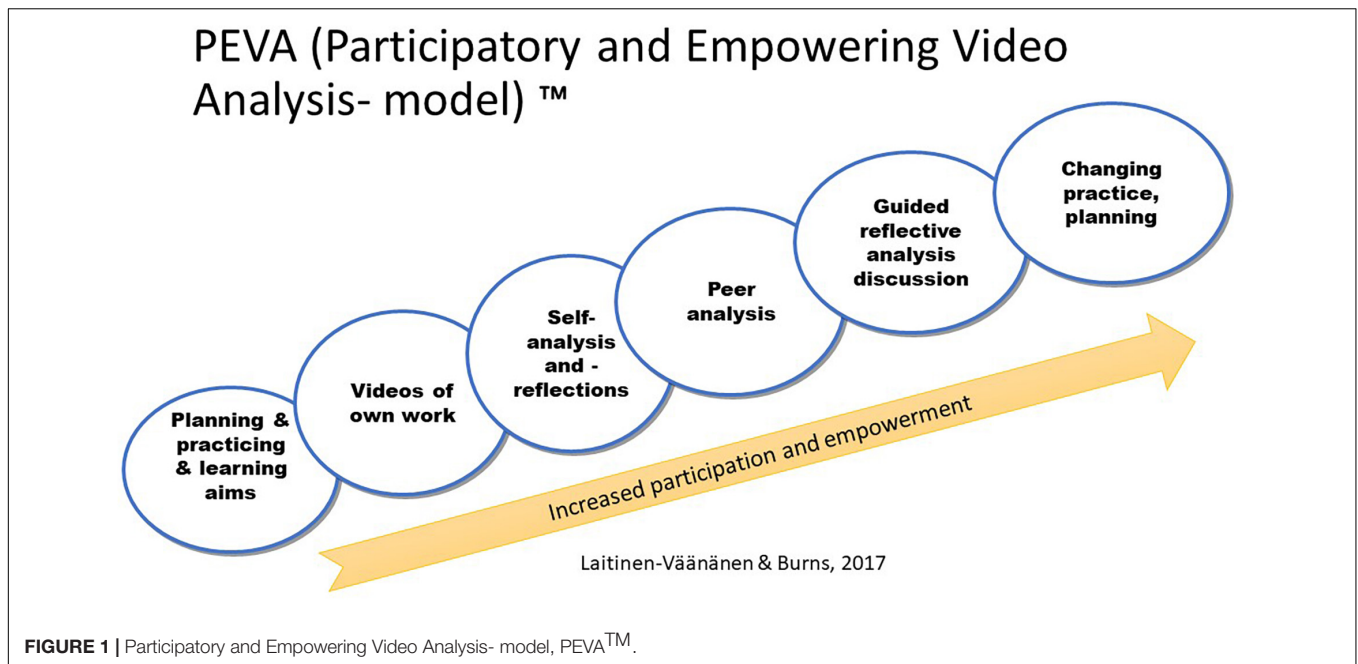 PEVA (Participatory and Empowering Video
Analysis- model) ™
Planning &
practicing
& learning
aims
Videos of
own work
Self-
analysis
and -
reflections
Peer
analysis
Guided
reflective
analysis
discussion
Changing
practice,
planning
Increased participation and empowerment
Laitinen-Väänänen & Burns, 2017
FIGURE 1 | Participatory and Empowering Video Analysis- model, PEVA™.